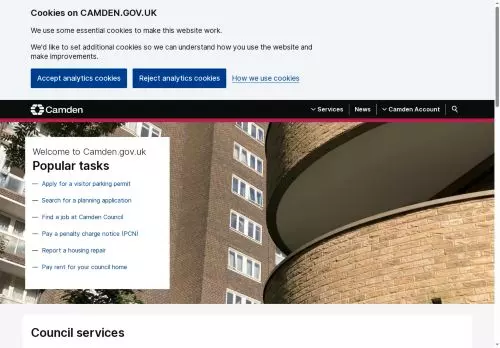 Cookies on CAMDEN.GOV.UK
We use some essential cookies to make this website work.
We'd like to set additional cookies so we can understand how you use the website and
make improvements.
Accept analytics cookies
Reject analytics cookies
How we use cookies
Camden
Services
News
Camden Account
Welcome to Camden.gov.uk
Popular tasks
— Apply for a visitor parking permit
— Search for a planning application
— Find a job at Camden Council
— Pay a penalty charge notice (PCN)
— Report a housing repair
— Pay rent for your council home
Council services